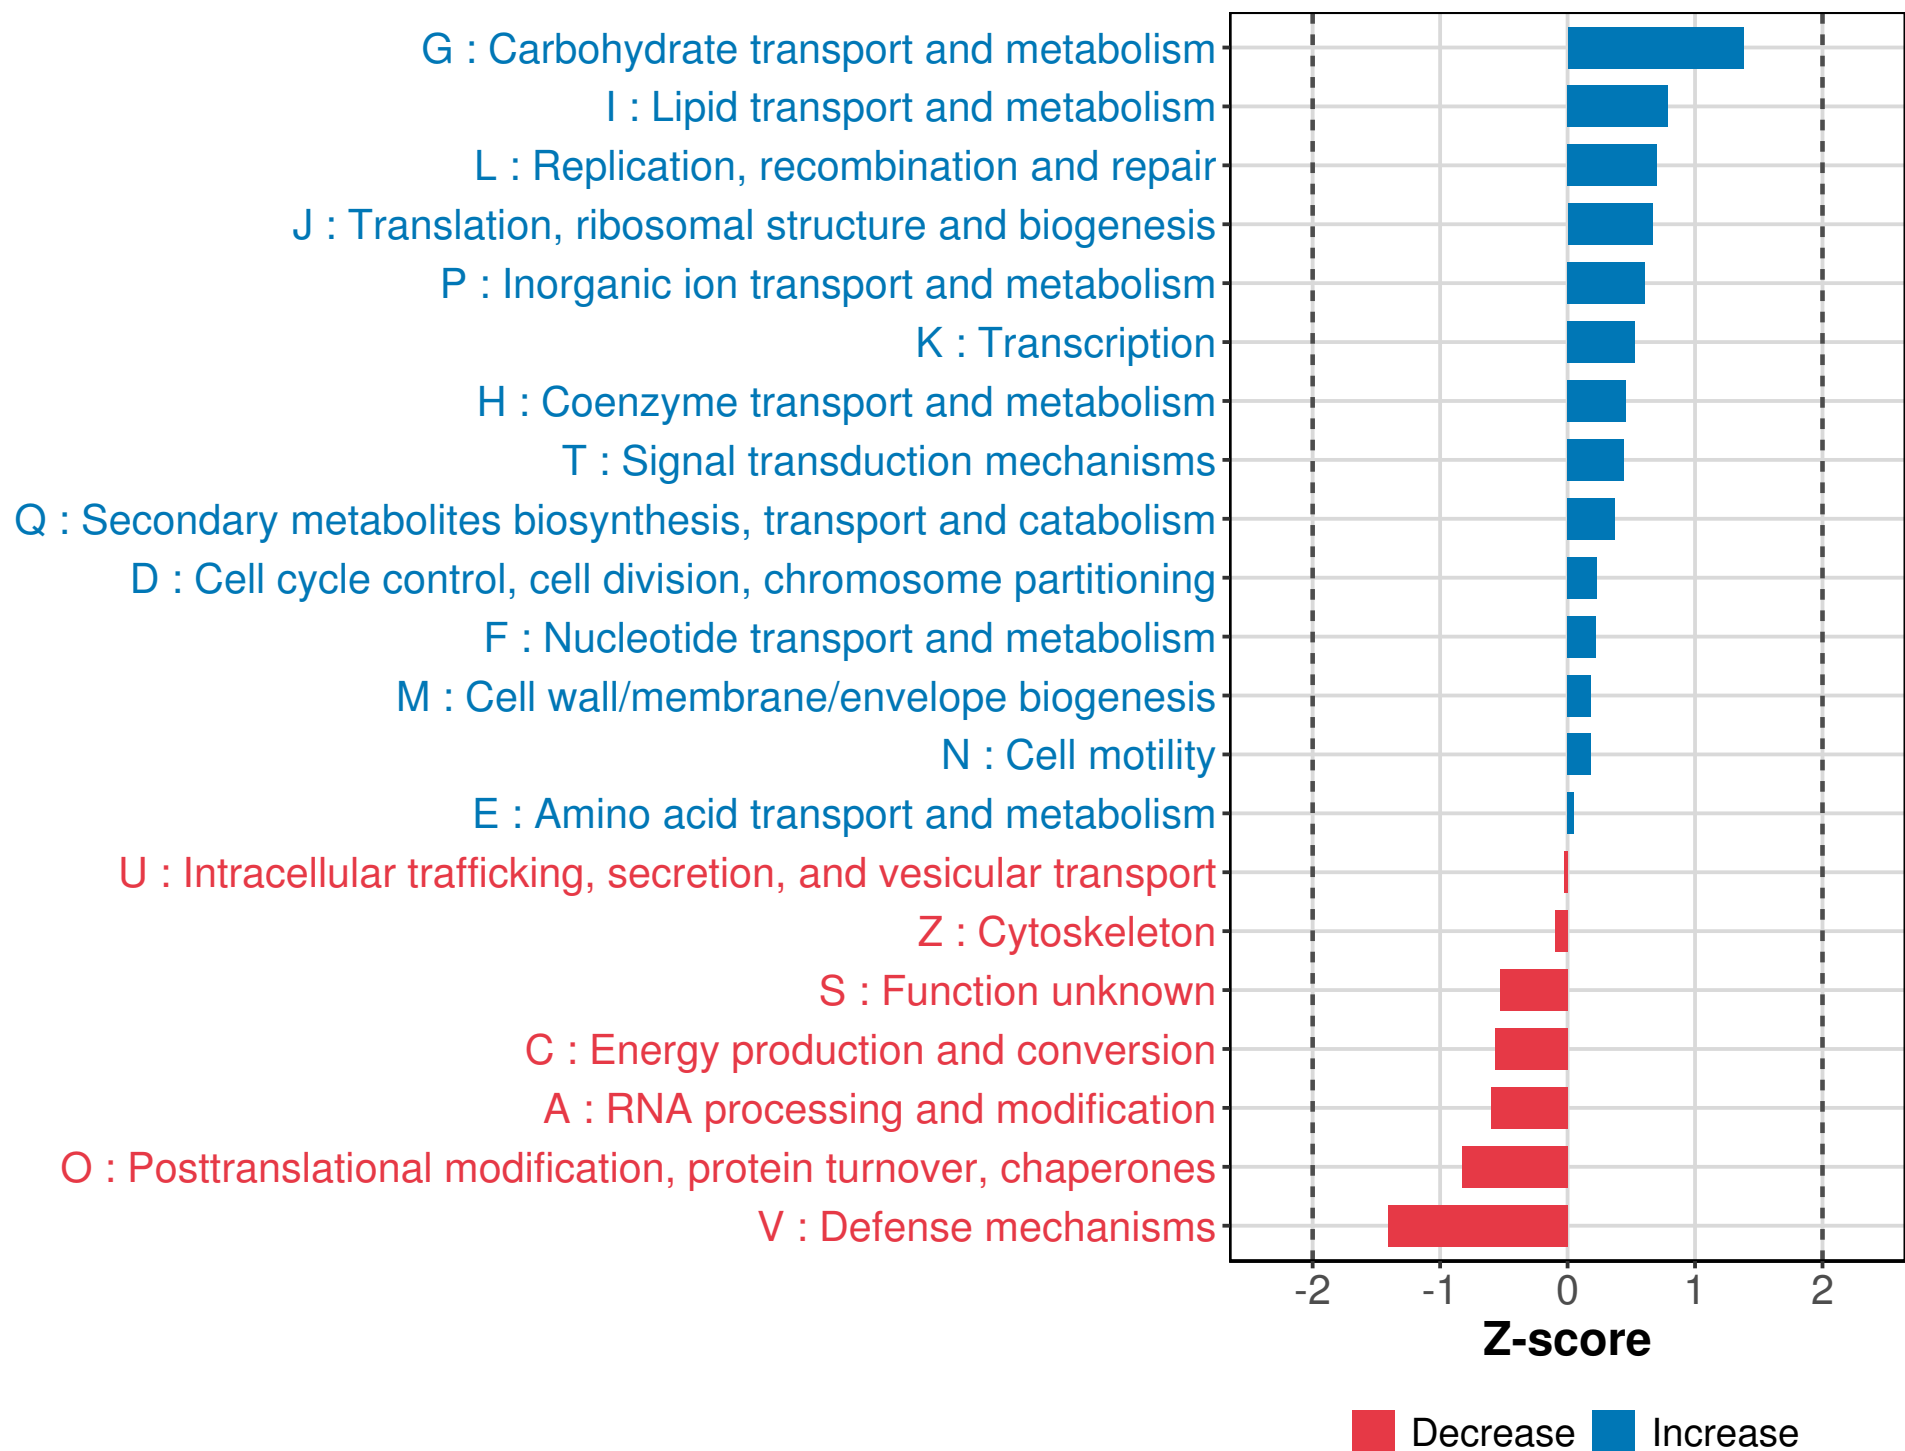 G : Carbohydrate transport and metabolism
I : Lipid transport and metabolism
L : Replication, recombination and repair
J : Translation, ribosomal structure and biogenesis
P : Inorganic ion transport and metabolism
K : Transcription
H : Coenzyme transport and metabolism
T : Signal transduction mechanisms
Q : Secondary metabolites biosynthesis, transport and catabolism
D : Cell cycle control, cell division, chromosome partitioning
F : Nucleotide transport and metabolism
M : Cell wall/membrane/envelope biogenesis
N : Cell motility
E : Amino acid transport and metabolism
U : Intracellular trafficking, secretion, and vesicular transport
Z : Cytoskeleton
S : Function unknown
C : Energy production and conversion
A : RNA processing and modification
O : Posttranslational modification, protein turnover, chaperones
V : Defense mechanisms
-2 -1 0 1 2
Z-score
Decrease Increase